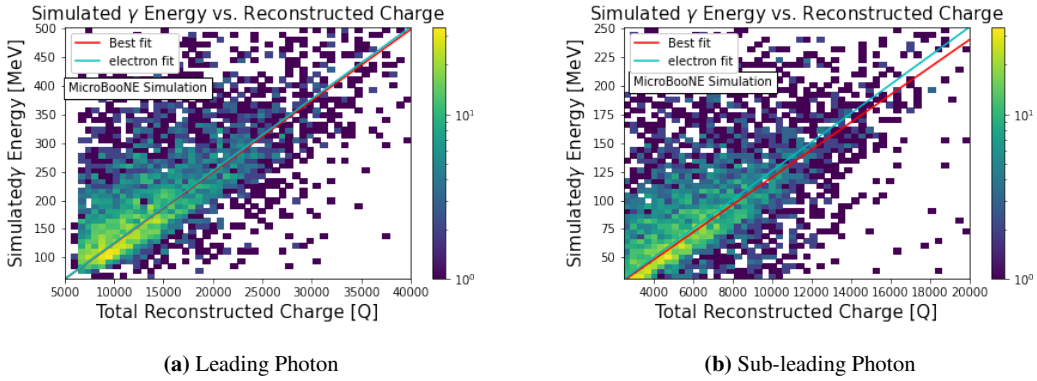 Simulated γ Energy vs. Reconstructed Charge
Simulatedγ Energy [MeV]
500
450
400
350
300
250
200
150
100
Best fit
electron fit
MicroBooNE Simulation
5000 10000 15000 20000 25000 30000 35000 40000
Total Reconstructed Charge [Q]
10¹
10⁰
(a) Leading Photon
Simulated γ Energy vs. Reconstructed Charge
Simulatedγ Energy [MeV]
250
225
200
175
150
125
100
75
50
Best fit
electron fit
MicroBooNE Simulation
4000 6000 8000 10000 12000 14000 16000 18000 20000
Total Reconstructed Charge [Q]
10¹
10⁰
(b) Sub-leading Photon